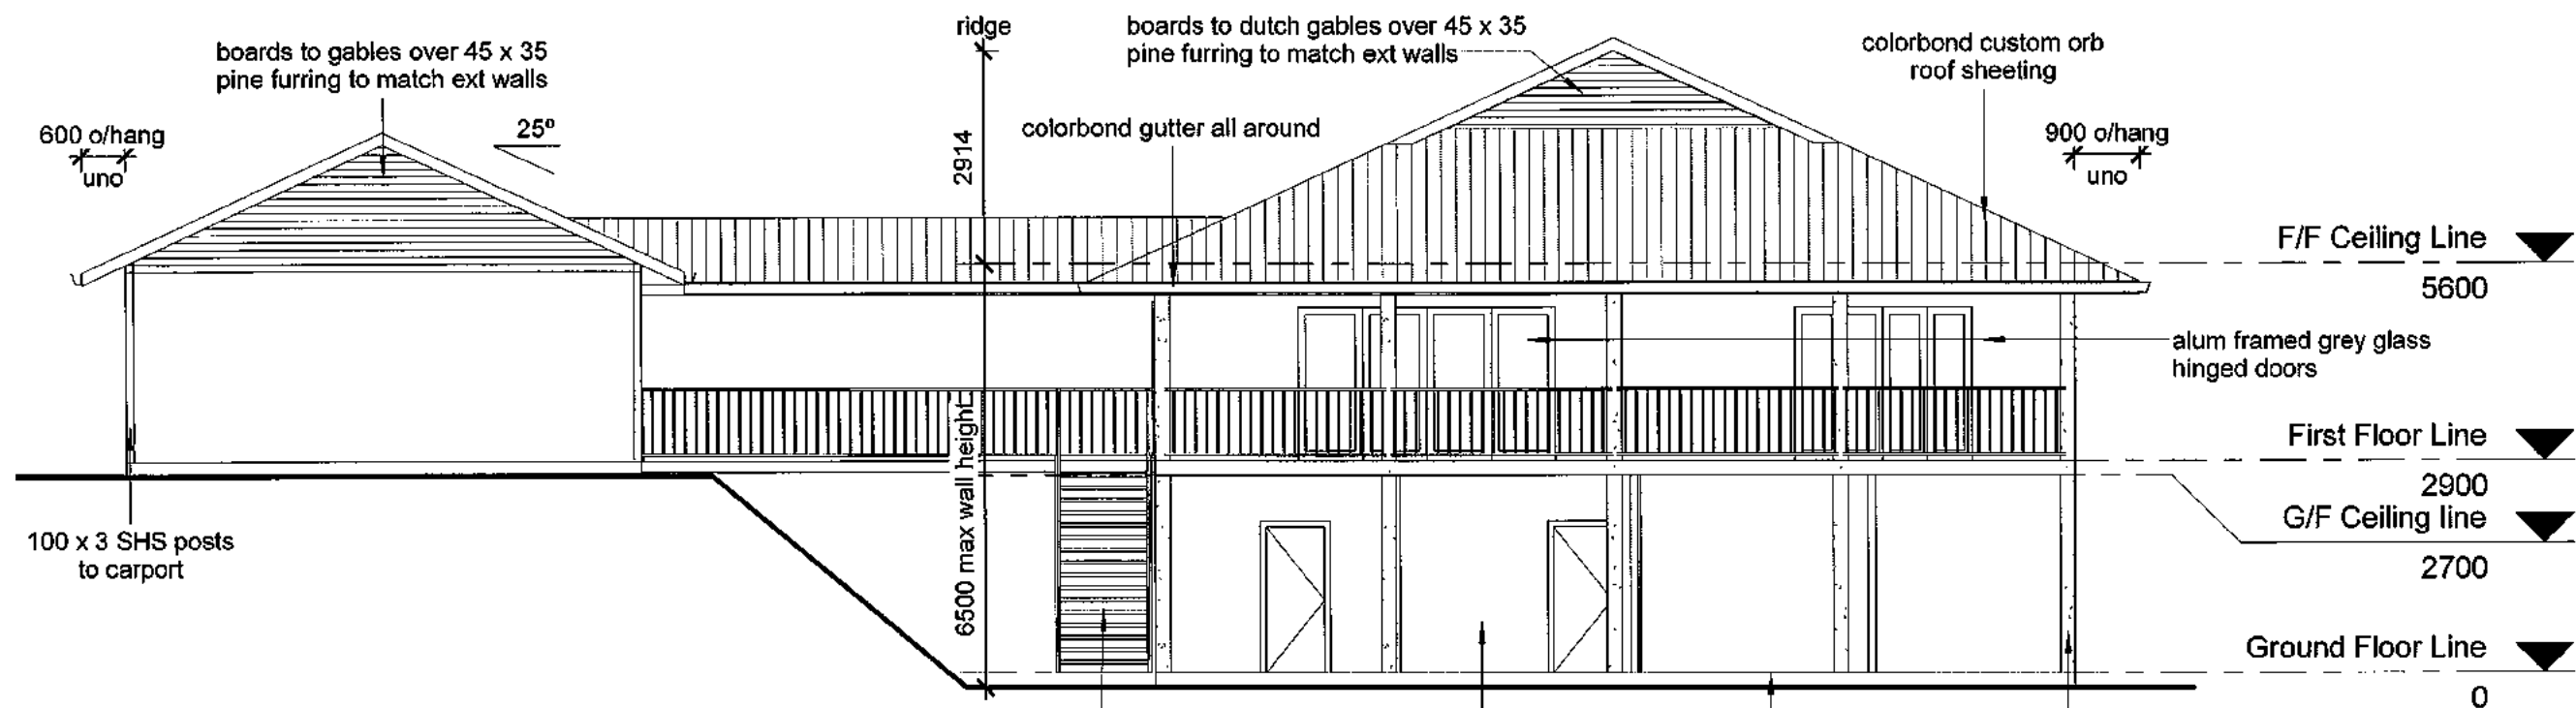 ridge
boards to dutch gables over 45 x 35
pine furring to match ext walls
boards to gables over 45 x 35
pine furring to match ext walls
colorbond custom orb
roof sheeting
600 o/hang
uno
25º
colorbond gutter all around
900 o/hang
uno
2914
F/F Ceiling Line
5600
alum framed grey glass
hinged doors
First Floor Line
2900
G/F Ceiling line
2700
6500 max wall height
100 x 3 SHS posts
to carport
Ground Floor Line
0